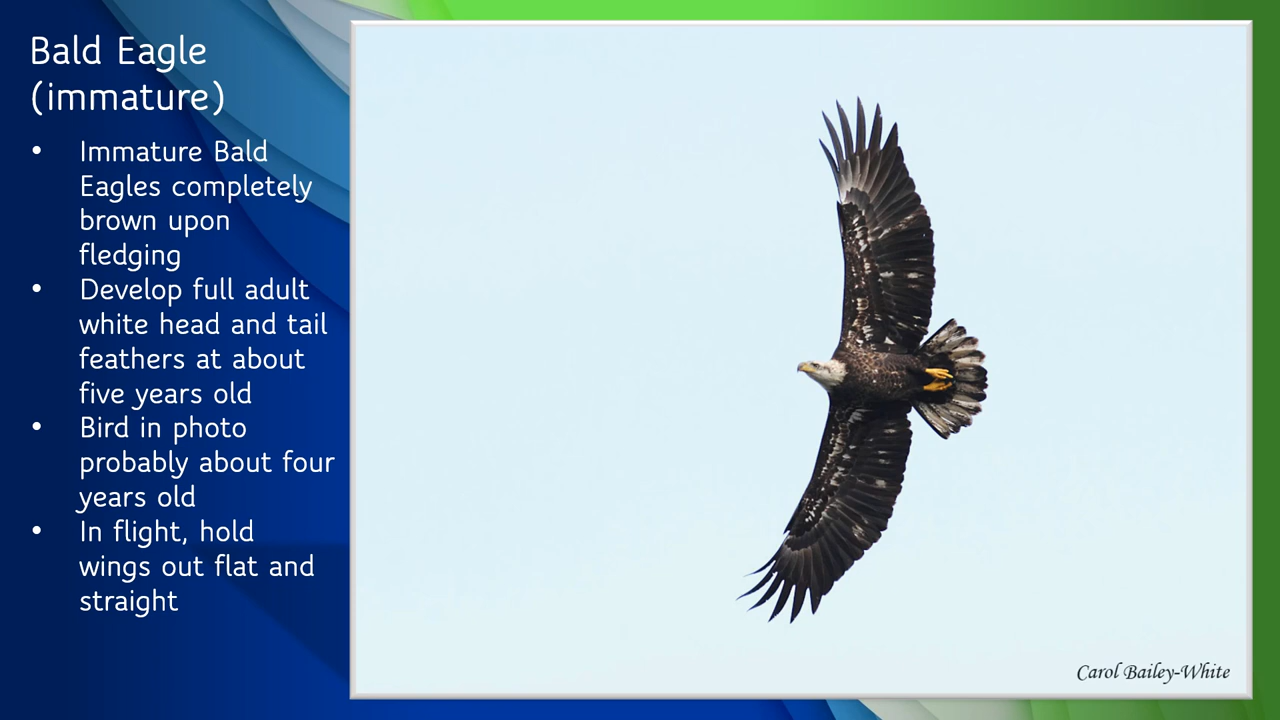 Bald Eagle
(immature)
• Immature Bald
Eagles completely
brown upon
fledging
• Develop full adult
white head and tail
feathers at about
five years old
• Bird in photo
probably about four
years old
• In flight, hold
wings out flat and
straight
Carol Bailey-White